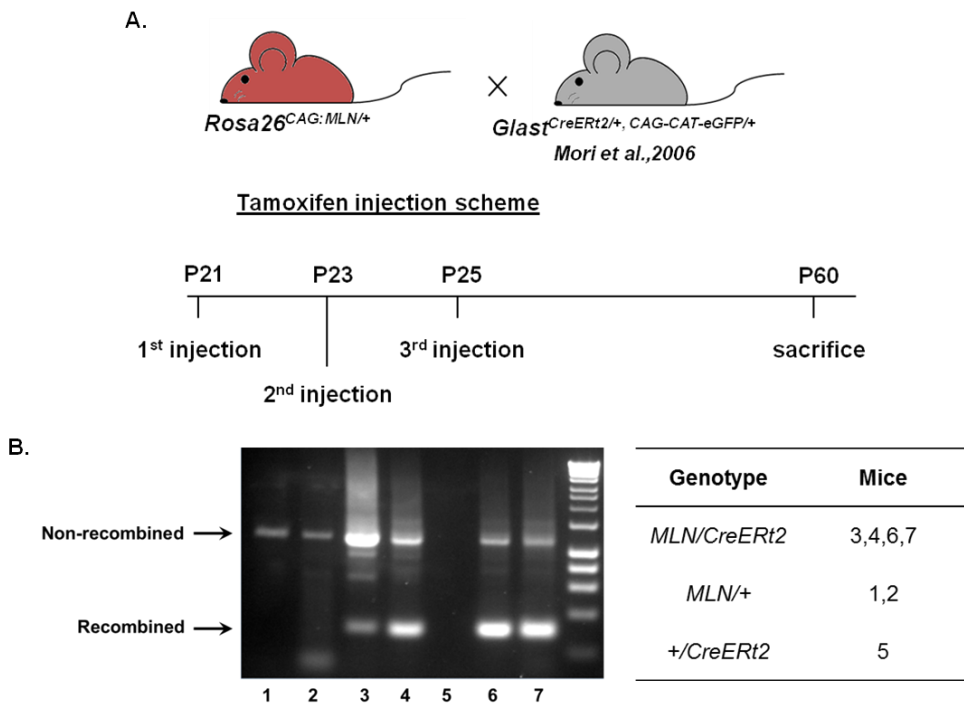 A.
×
Rosa26CAG:MLN/+
GlastCreERt2/+, CAG-CAT-eGFP/+
Mori et al.,2006
Tamoxifen injection scheme
P21 P23 P25 P60
1st injection 3rd injection sacrifice
2nd injection
B.
Non-recombined
Recombined
1 2 3 4 5 6 7
Genotype Mice
MLN/CreERt2 3,4,6,7
MLN/+ 1,2
+/CreERt2 5